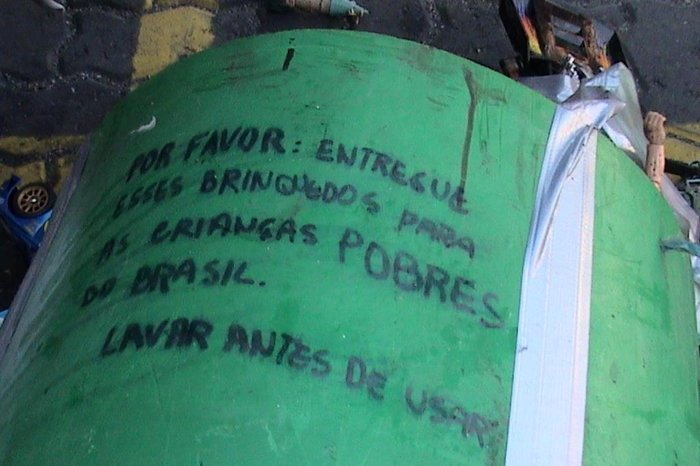 POR FAVOR: ENTREGUE
ESSES BRINQUEDOS PARA
AS CRIANÇAS POBRES
DO BRASIL.
LAVAR ANTES DE USAR